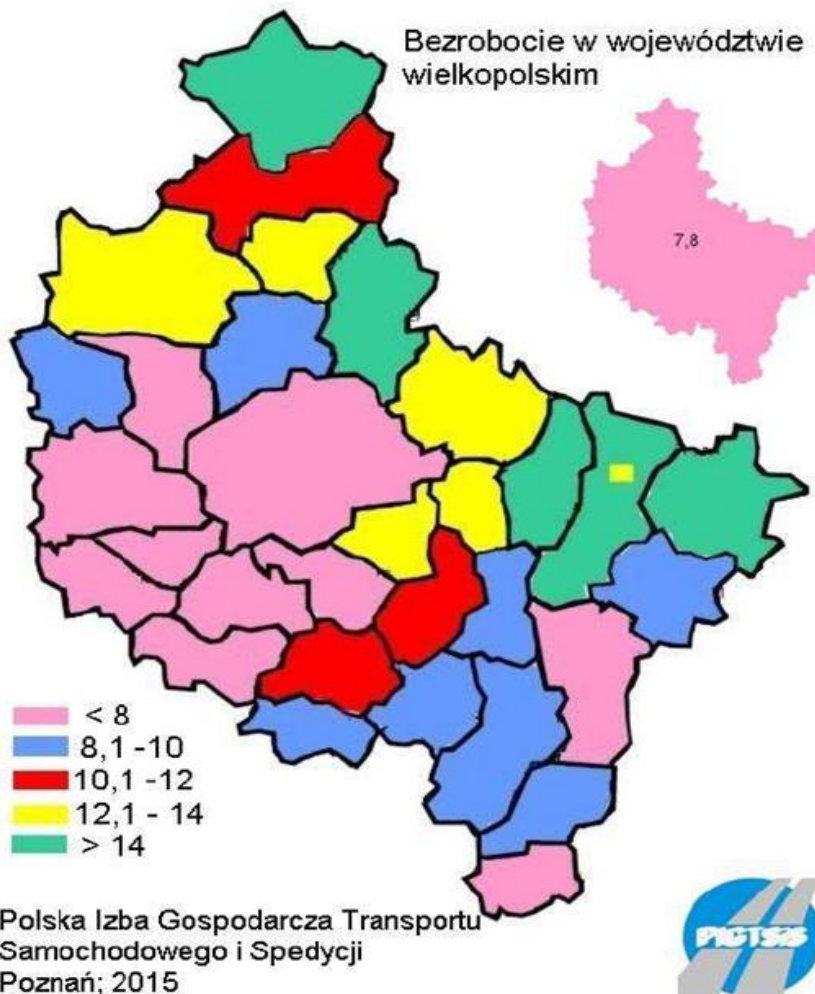 Bezrobocie w województwie
wielkopolskim
7,8
< 8
8,1 -10
10,1 -12
12,1 - 14
> 14
Polska Izba Gospodarcza Transportu
Samochodowego i Spedycji
Poznań; 2015
PIGTSiS